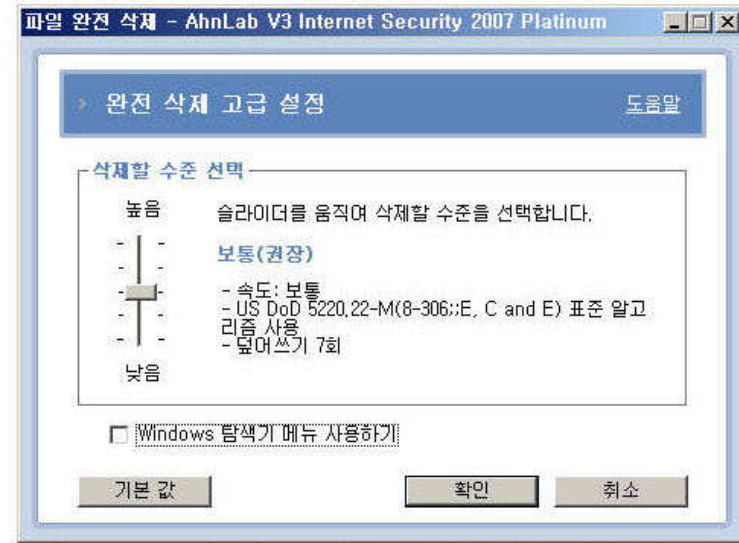 파일 완전 삭제 - AhnLab V3 Internet Security 2007 Platinum
완전 삭제 고급 설정
도움말
삭제할 수준 선택
높음
슬라이더를 움직여 삭제할 수준을 선택합니다.
보통(권장)
- 속도: 보통
- US DoD 5220.22-M(8-306;;E, C and E) 표준 알고
리즘 사용
- 덮어쓰기 7회
낮음
Windows 탐색기 메뉴 사용하기
기본 값
확인
취소